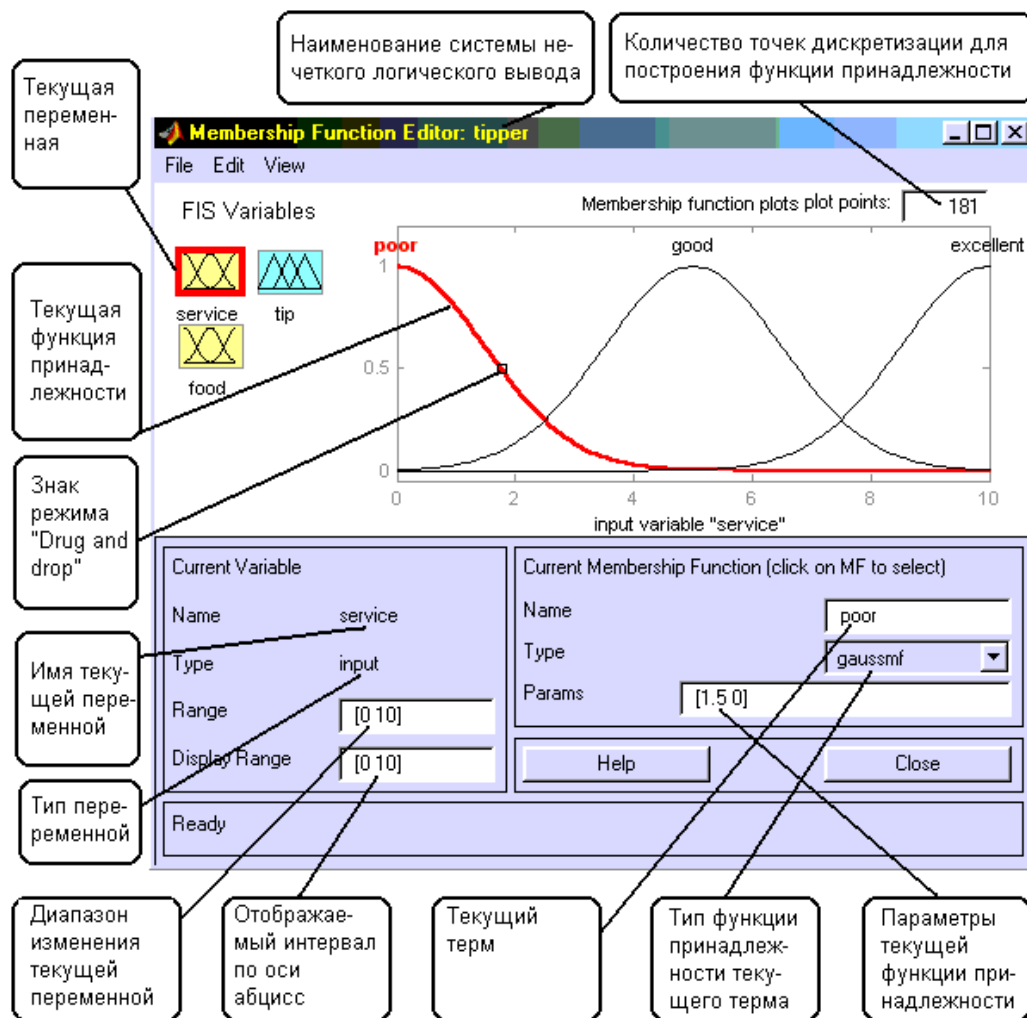 Наименование системы не-
четкого логического вывода
Количество точек дискретизации для
построения функции принадлежности
Текущая
перемен-
ная
Membership Function Editor: tipper
File Edit View
FIS Variables
Membership function plots plot points: 181
poor good excellent
service tip
food
1
0.5
0
0 2 4 6 8 10
input variable "service"
Текущая
функция
принад-
лежности
Знак
режима
"Drug and
drop"
Имя теку-
щей пере-
менной
Тип пере-
ременной
Current Variable
Name service
Type input
Range [0 10]
Display Range [0 10]
Current Membership Function (click on MF to select)
Name poor
Type gaussmf
Params [1.5 0]
Help Close
Ready
Диапазон
изменения
текущей
переменной
Отображае-
мый интервал
по оси
абцисс
Текущий
терм
Тип функции
принадлеж-
ности теку-
щего терма
Параметры
текущей
функции при-
надлежности